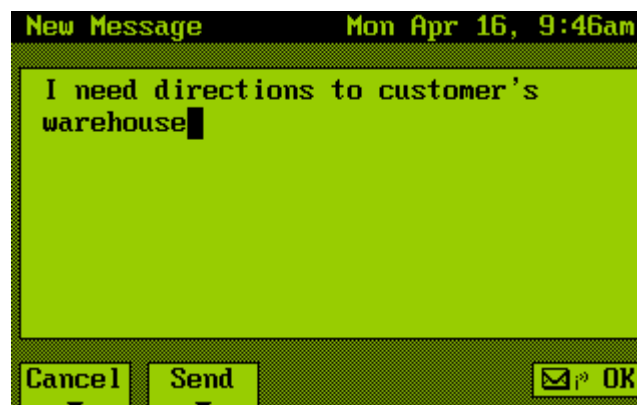 New Message Mon Apr 16, 9:46am
I need directions to customer's
warehouse
Cancel Send OK